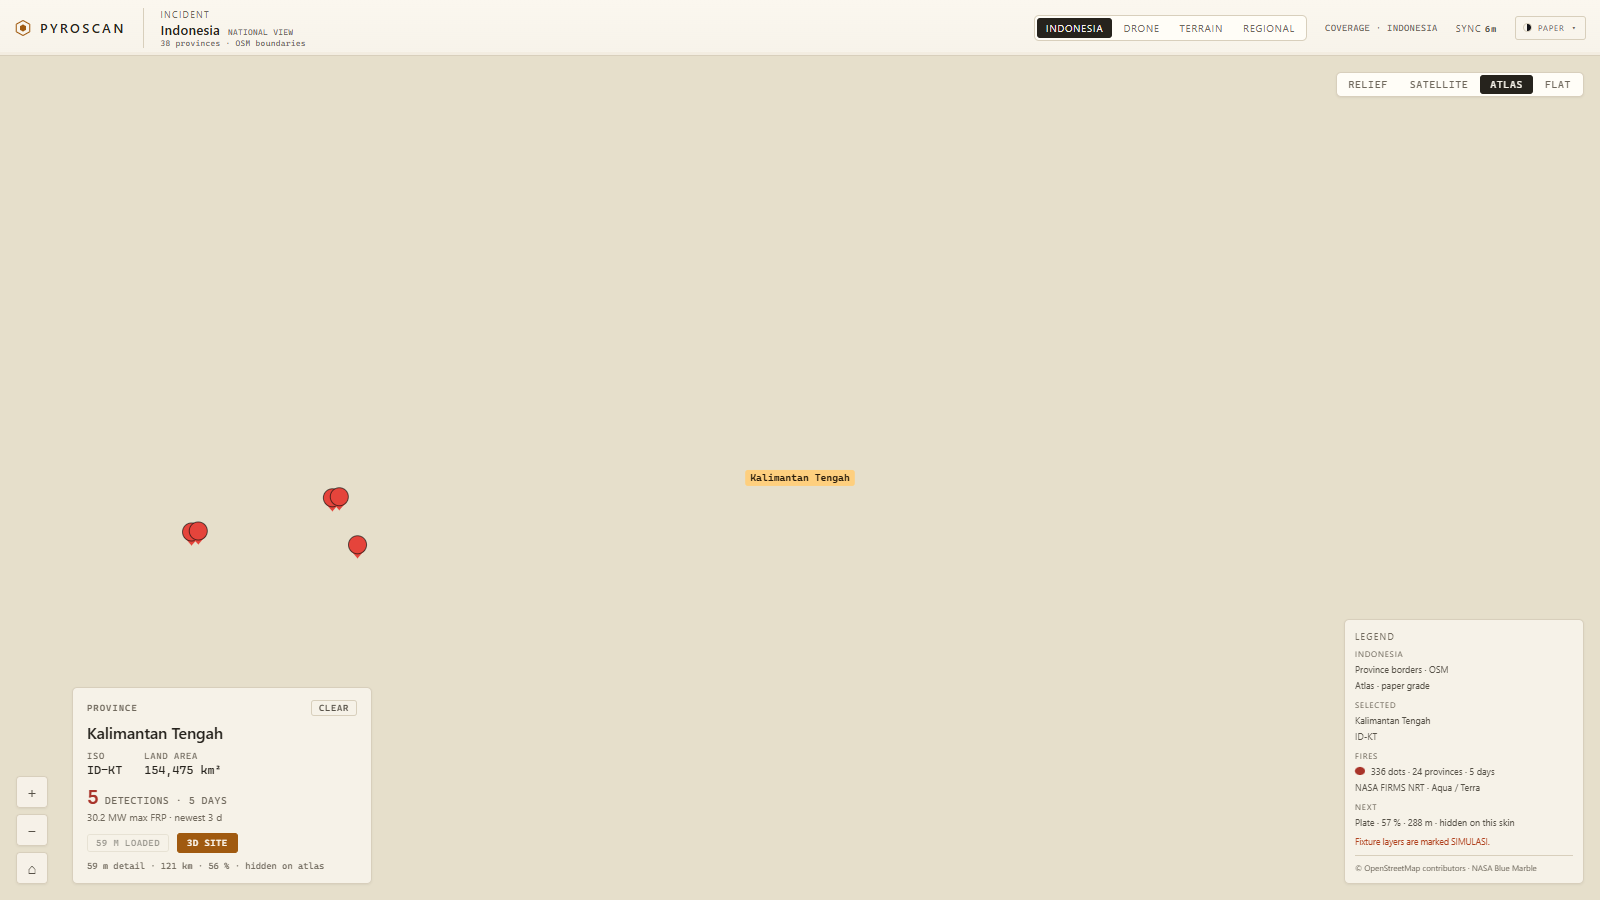 PYROSCAN
INCIDENT
Indonesia NATIONAL VIEW
38 provinces · OSM boundaries
INDONESIA DRONE TERRAIN REGIONAL
COVERAGE · INDONESIA
SYNC 6m
PAPER
RELIEF SATELLITE ATLAS FLAT
Kalimantan Tengah
PROVINCE
CLEAR
Kalimantan Tengah
ISO LAND AREA
ID-KT 154,475 km²
5 DETECTIONS · 5 DAYS
30.2 MW max FRP · newest 3 d
59 M LOADED 3D SITE
59 m detail · 121 km · 56 % · hidden on atlas
+
−
⌂
LEGEND
INDONESIA
Province borders · OSM
Atlas · paper grade
SELECTED
Kalimantan Tengah
ID-KT
FIRES
336 dots · 24 provinces · 5 days
NASA FIRMS NRT · Aqua / Terra
NEXT
Plate · 57 % · 288 m · hidden on this skin
Fixture layers are marked SIMULASI.
© OpenStreetMap contributors · NASA Blue Marble